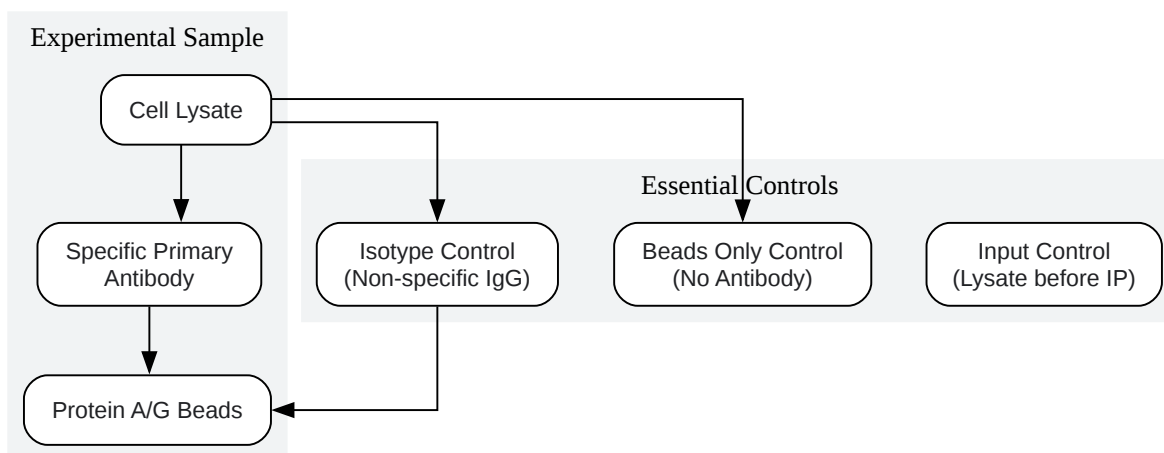 Experimental Sample
Cell Lysate
Essential Controls
Specific Primary
Antibody
Isotype Control
(Non-specific IgG)
Beads Only Control
(No Antibody)
Input Control
(Lysate before IP)
Protein A/G Beads